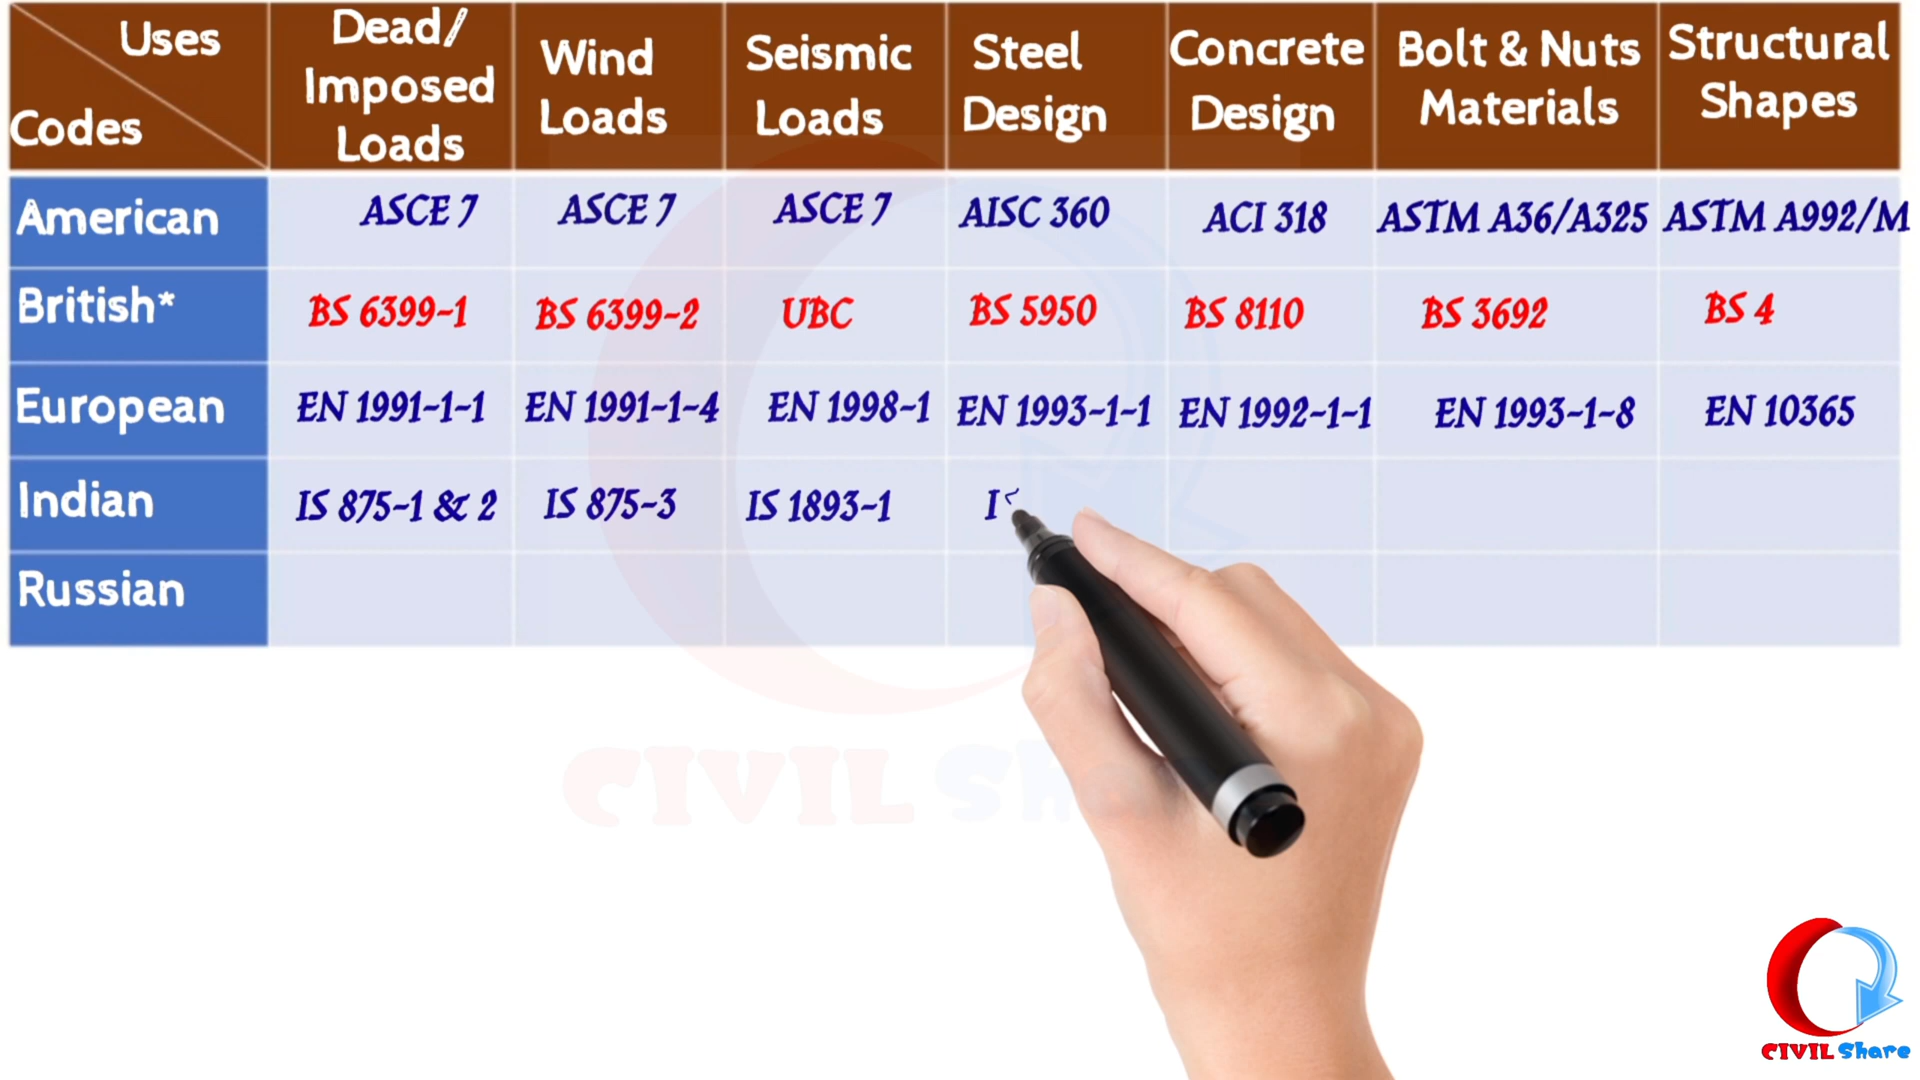 Uses
Codes
Dead/
Imposed
Loads
Wind
Loads
Seismic
Loads
Steel
Design
Concrete
Design
Bolt & Nuts
Materials
Structural
Shapes
American ASCE 7 ASCE 7 ASCE 7 AISC 360 ACI 318 ASTM A36/A325 ASTM A992/M
British* BS 6399-1 BS 6399-2 UBC BS 5950 BS 8110 BS 3692 BS 4
European EN 1991-1-1 EN 1991-1-4 EN 1998-1 EN 1993-1-1 EN 1992-1-1 EN 1993-1-8 EN 10365
Indian IS 875-1 & 2 IS 875-3 IS 1893-1 I
Russian
CIVIL Sh
CIVIL Share